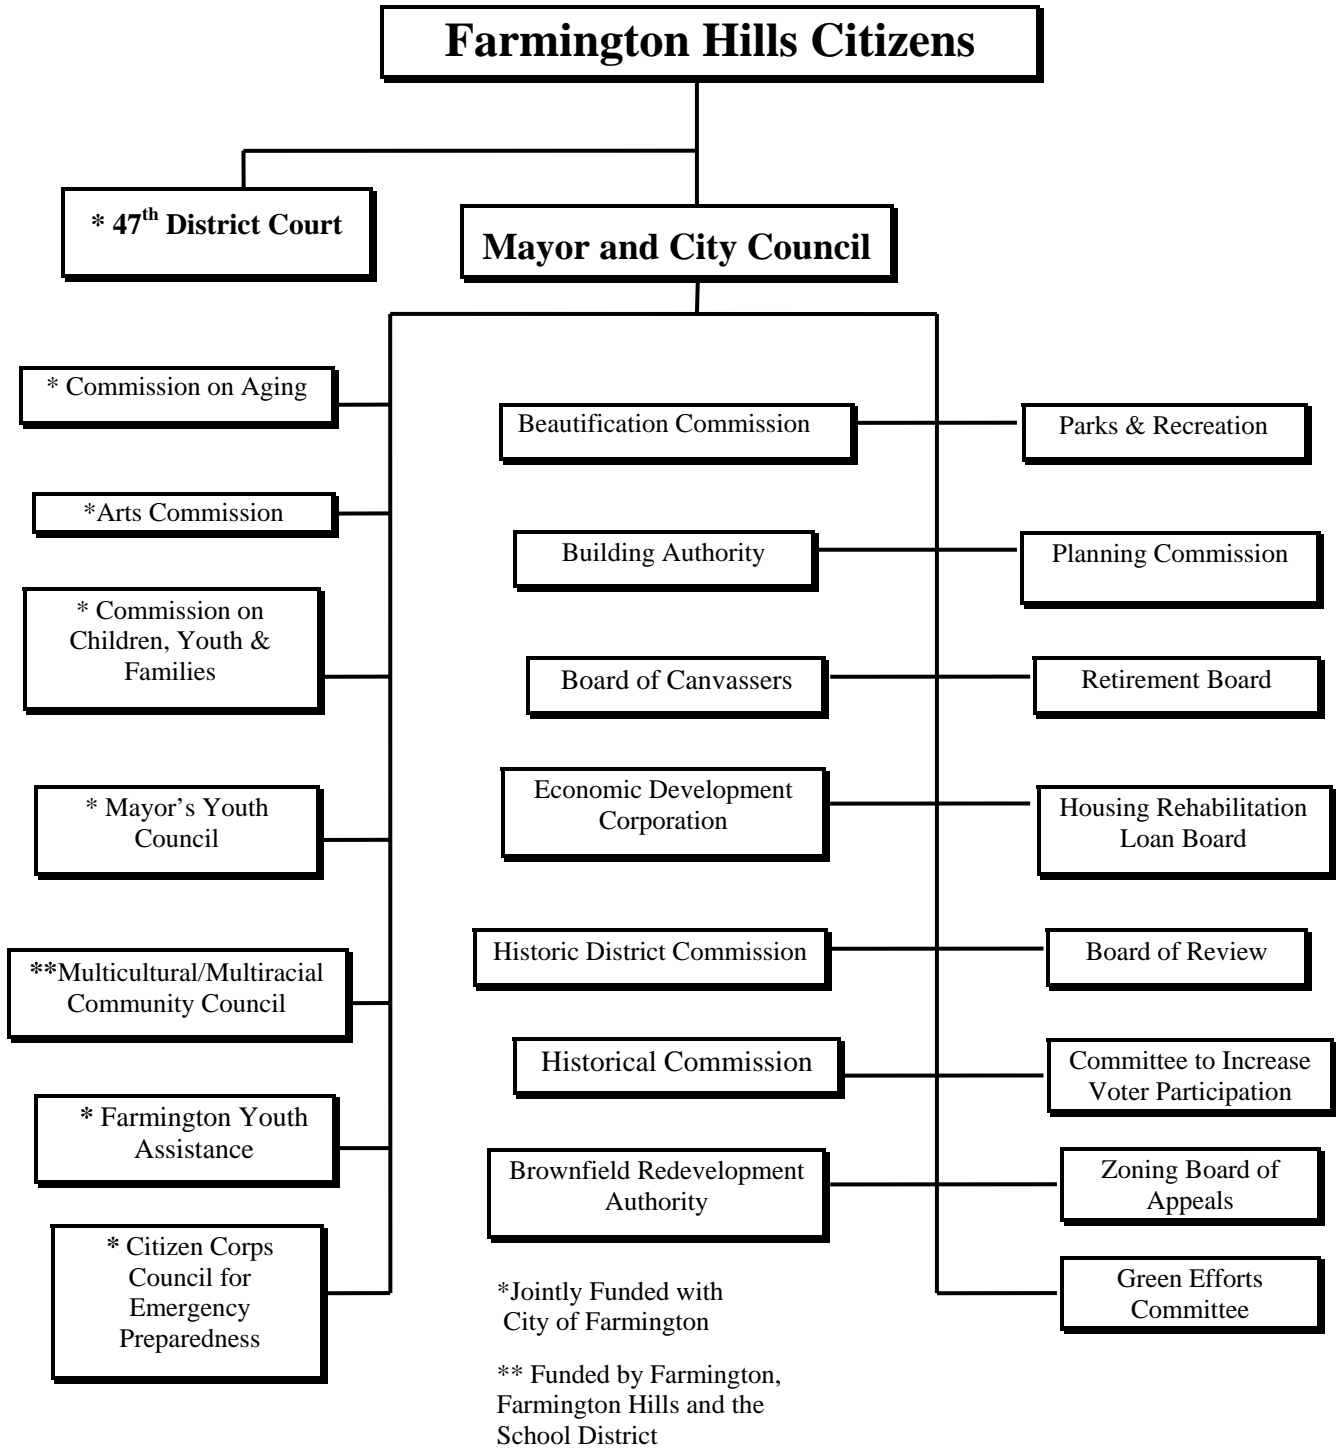 Farmington Hills Citizens
* 47th District Court
Mayor and City Council
* Commission on Aging
*Arts Commission
* Commission on
Children, Youth &
Families
* Mayor's Youth
Council
**Multicultural/Multiracial
Community Council
* Farmington Youth
Assistance
* Citizen Corps
Council for
Emergency
Preparedness
Beautification Commission
Building Authority
Board of Canvassers
Economic Development
Corporation
Historic District Commission
Historical Commission
Brownfield Redevelopment
Authority
Parks & Recreation
Planning Commission
Retirement Board
Housing Rehabilitation
Loan Board
Board of Review
Committee to Increase
Voter Participation
Zoning Board of
Appeals
Green Efforts
Committee
*Jointly Funded with
City of Farmington
** Funded by Farmington,
Farmington Hills and the
School District